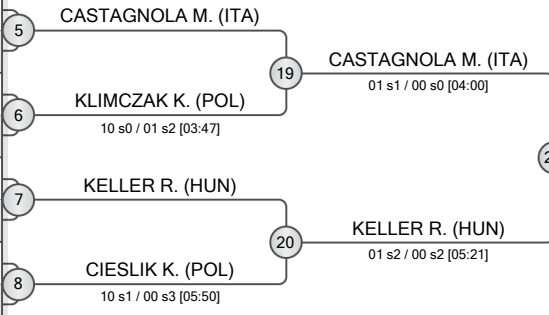 5
CASTAGNOLA M. (ITA)
19
CASTAGNOLA M. (ITA)
01 s1 / 00 s0 [04:00]
6
KLIMCZAK K. (POL)
10 s0 / 01 s2 [03:47]
7
KELLER R. (HUN)
20
KELLER R. (HUN)
01 s2 / 00 s2 [05:21]
8
CIESLIK K. (POL)
10 s1 / 00 s3 [05:50]